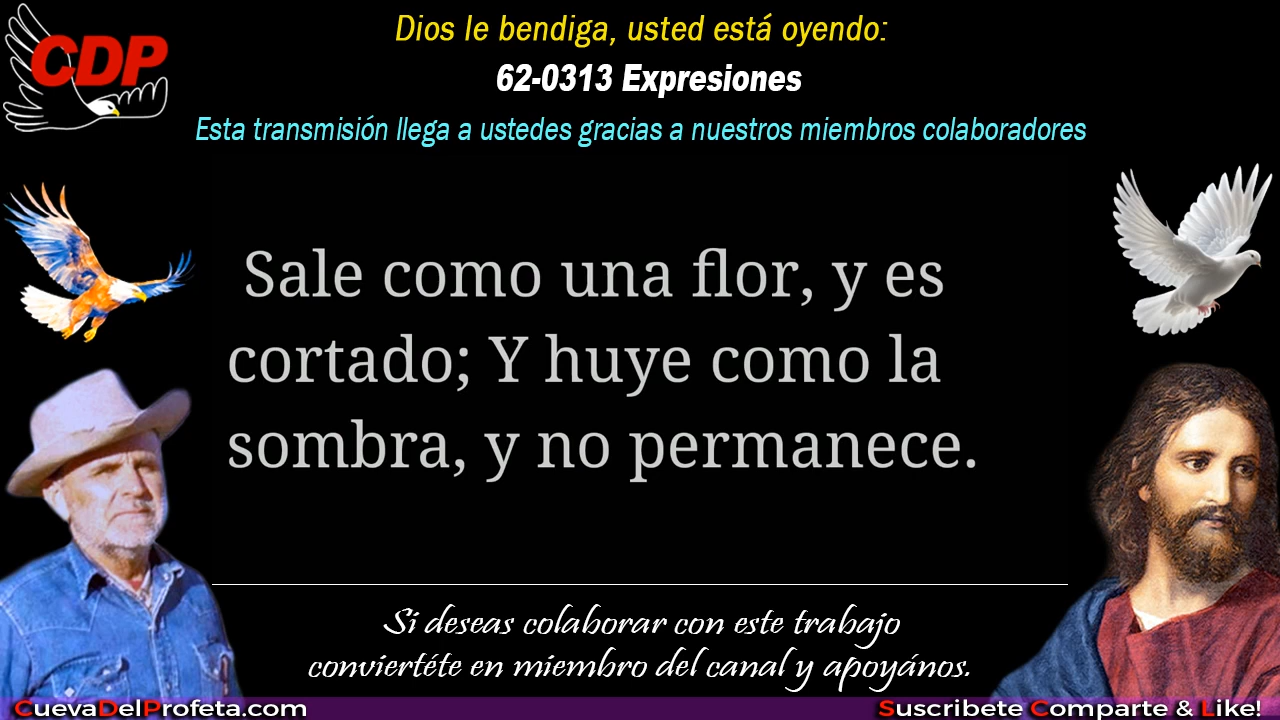 CDP
Dios le bendiga, usted está oyendo:
62-0313 Expresiones
Esta transmisión llega a ustedes gracias a nuestros miembros colaboradores
Sale como una flor, y es
cortado; Y huye como la
sombra, y no permanece.
Si deseas colaborar con este trabajo
conviertéte en miembro del canal y apoyános.
CuevaDelProfeta.com
Suscribete Comparte & Like!